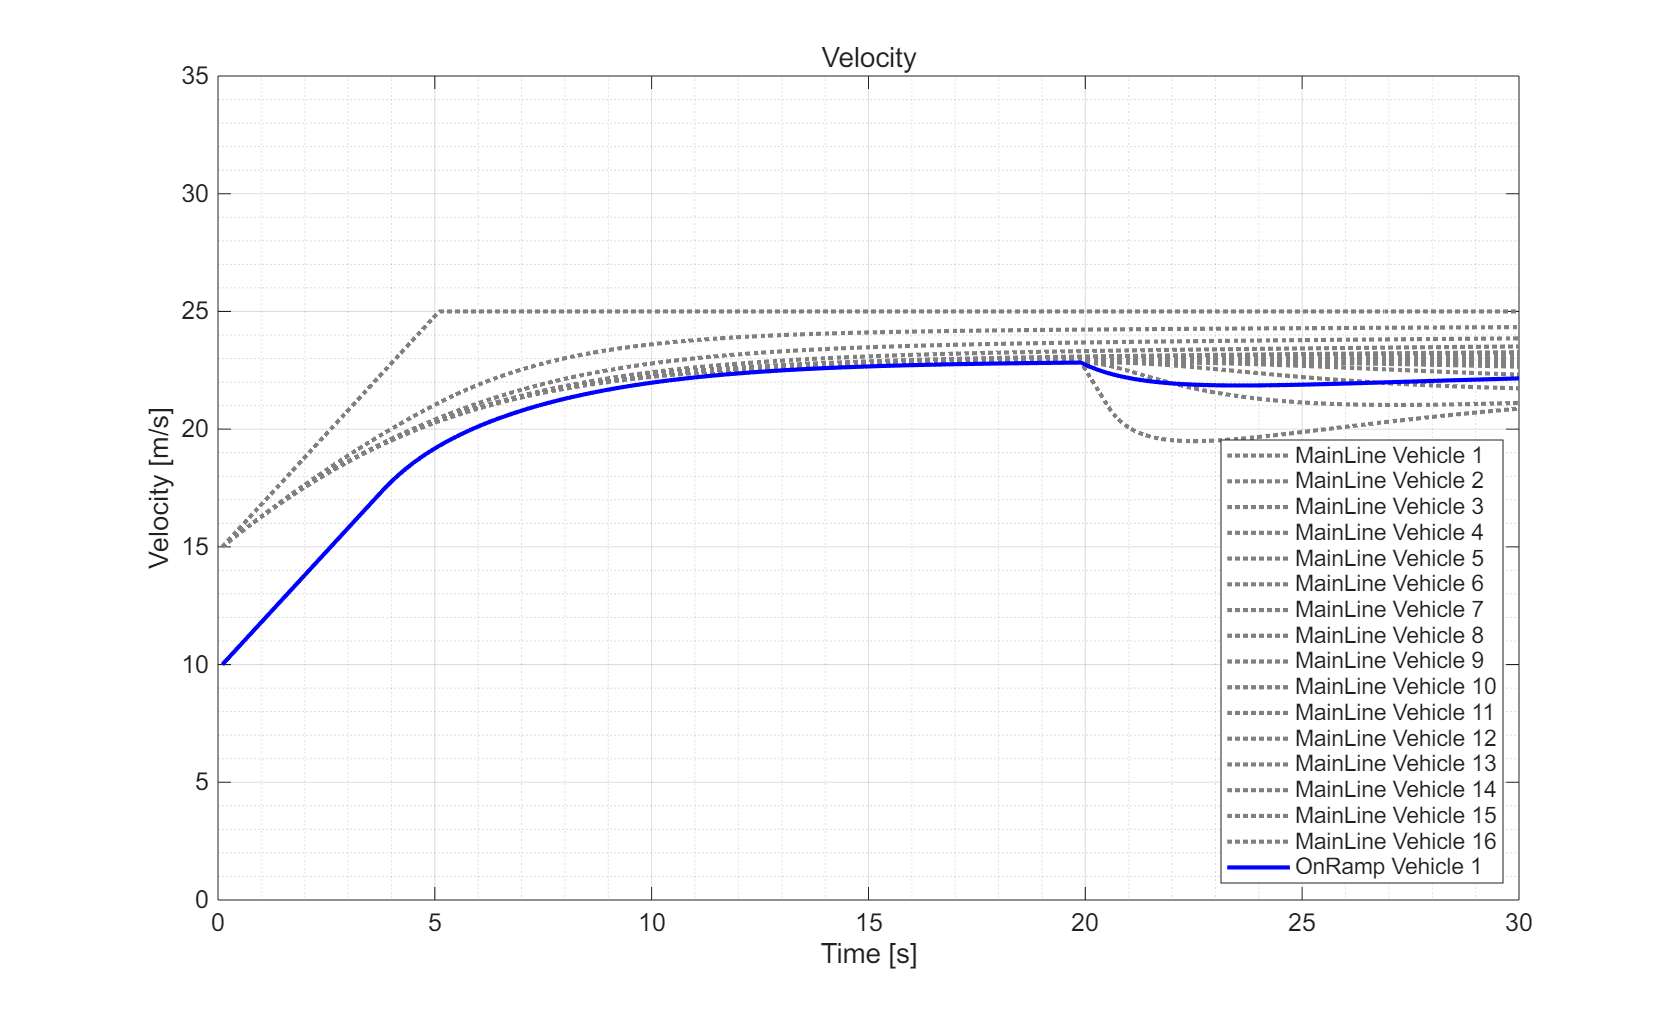 Velocity
35
30
25
20
15
10
5
0
Velocity [m/s]
MainLine Vehicle 1
MainLine Vehicle 2
MainLine Vehicle 3
MainLine Vehicle 4
MainLine Vehicle 5
MainLine Vehicle 6
MainLine Vehicle 7
MainLine Vehicle 8
MainLine Vehicle 9
MainLine Vehicle 10
MainLine Vehicle 11
MainLine Vehicle 12
MainLine Vehicle 13
MainLine Vehicle 14
MainLine Vehicle 15
MainLine Vehicle 16
OnRamp Vehicle 1
0 5 10 15 20 25 30
Time [s]